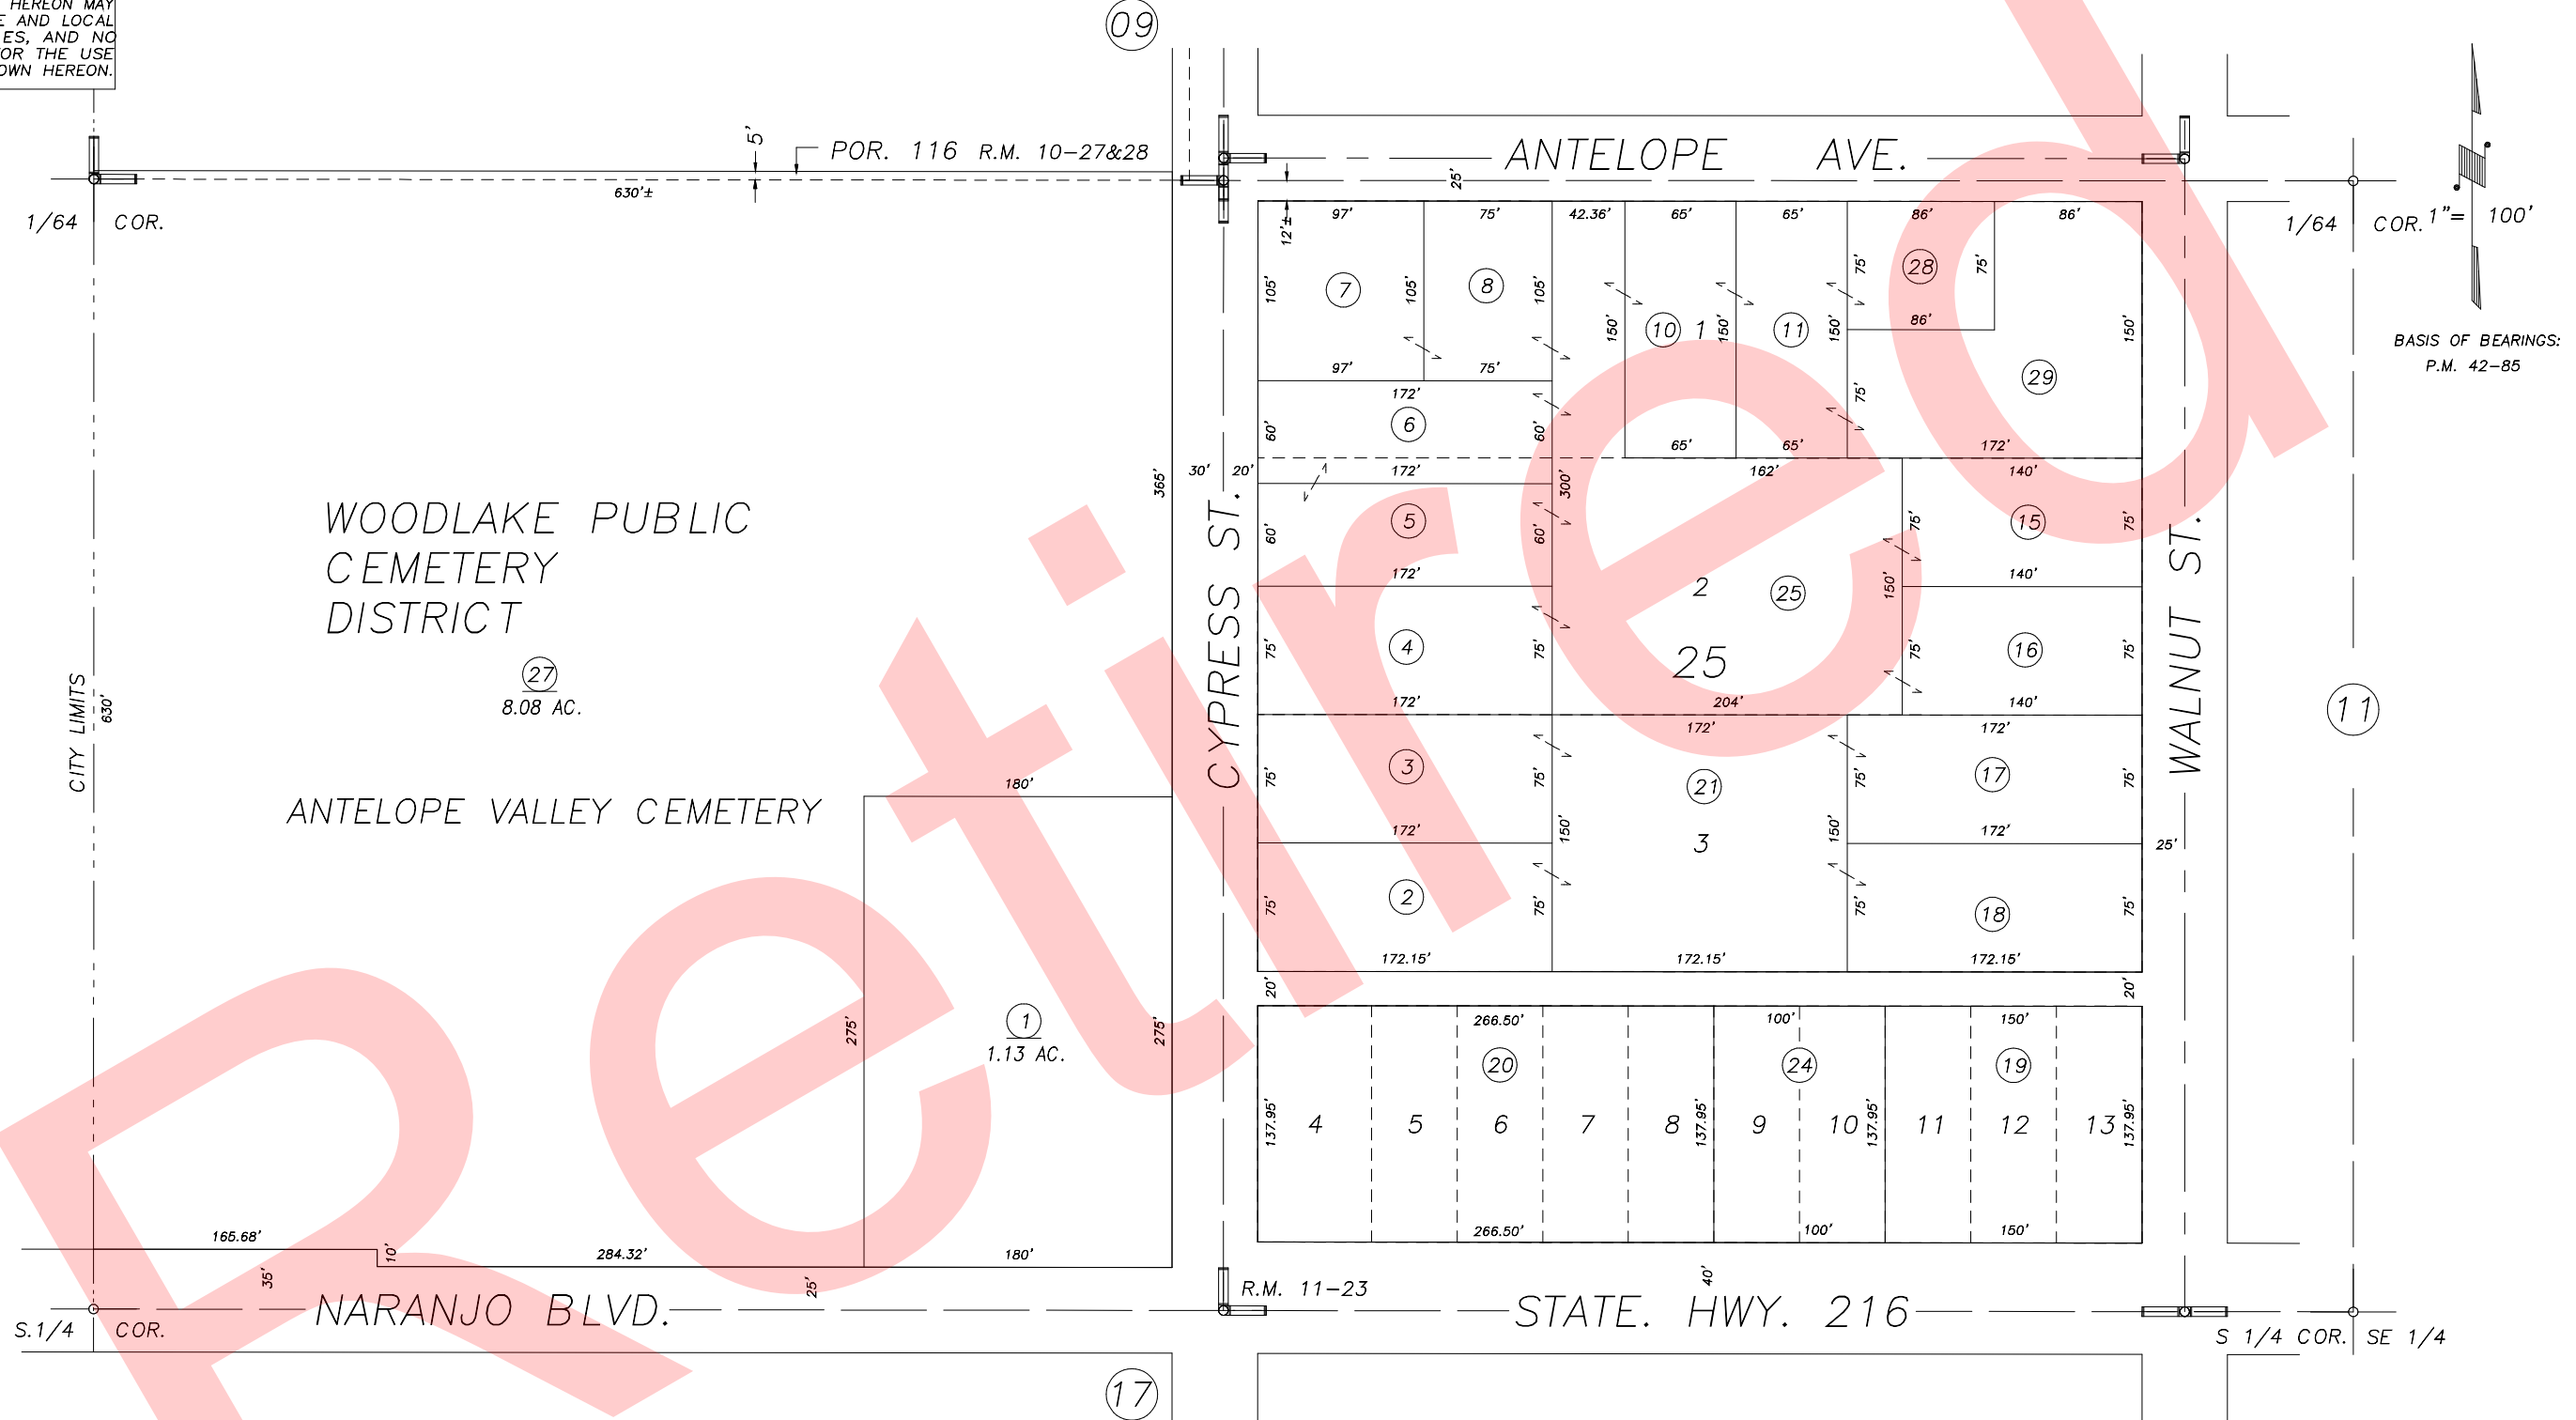 HEREON MAY
E AND LOCAL
ES, AND NO
OR THE USE
OWN HEREON.
09
5'
POR. 116 R.M. 10-27&28
630'±
1/64 COR.
ANTELOPE AVE.
25'
12'±
1/64 COR.
1"= 100'
BASIS OF BEARINGS:
P.M. 42-85
97' 75' 42.36' 65' 65' 86' 86'
105' 7 105' 8 105' 150' 10 1 150' 11 150' 75' 28 75' 150'
86'
29
97' 75'
172'
60' 6 60'
75'
65' 65' 172'
365' 30' 20'
172' 300' 162' 140'
60' 5 60' 75' 15 75'
172' 140'
2 25 150'
75' 4 75' 25 75' 16 75'
172' 204' 140'
WOODLAKE PUBLIC
CEMETERY
DISTRICT
27
8.08 AC.
CITY LIMITS
630'
ANTELOPE VALLEY CEMETERY
CYPRESS ST.
WALNUT ST.
11
172' 172'
75' 3 75' 21 75' 17 75'
172' 150' 3 150' 172'
25'
75' 2 75' 75' 18 75'
172.15' 172.15' 172.15'
20' 20'
180'
275' 1 275'
1.13 AC.
266.50' 100' 150'
20 24 19
137.95' 4 5 6 7 8 137.95' 9 10 137.95' 11 12 13 137.95'
266.50' 100' 150'
165.68' 10' 284.32' 180'
35' 25' 40'
R.M. 11-23
NARANJO BLVD.
STATE. HWY. 216
S.1/4 COR.
S 1/4 COR. SE 1/4
17
Retired